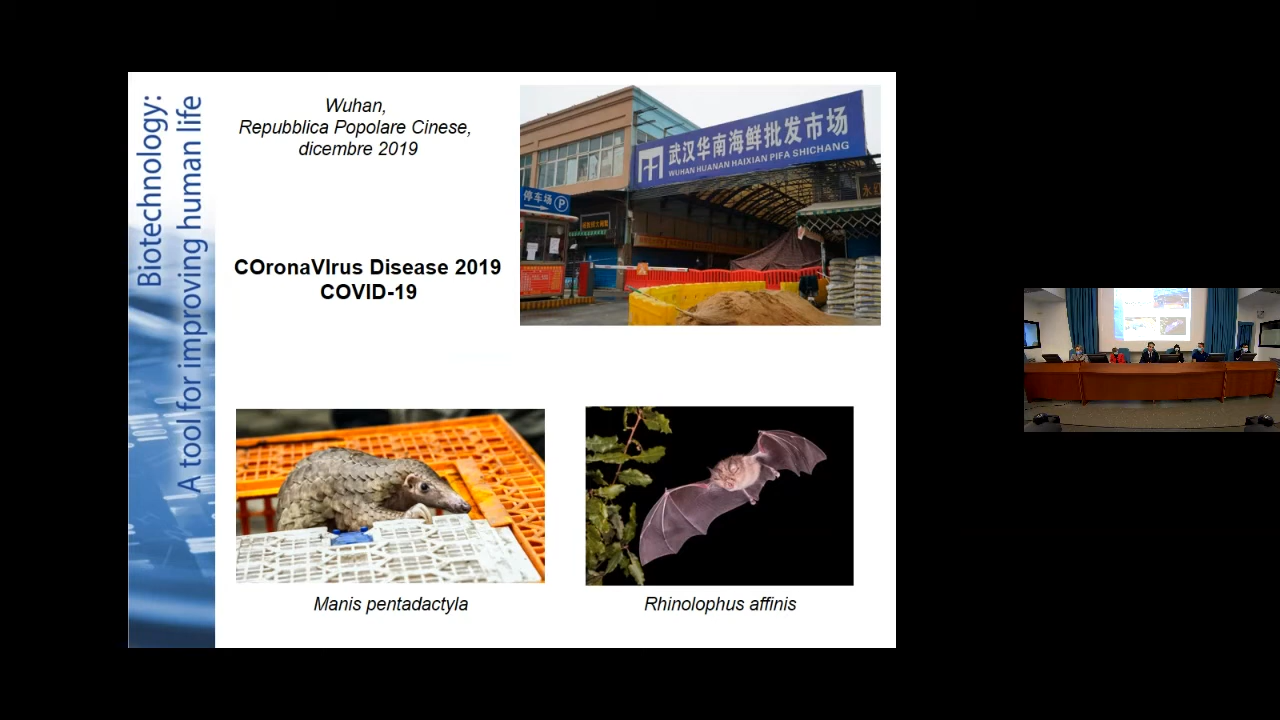 Biotechnology:
A tool for improving human life
Wuhan,
Repubblica Popolare Cinese,
dicembre 2019
武汉华南海鲜批发市场
WUHAN HUANAN HAIXIAN PIFA SHICHANG
停车场 P
COronaVIrus Disease 2019
COVID-19
Manis pentadactyla
Rhinolophus affinis